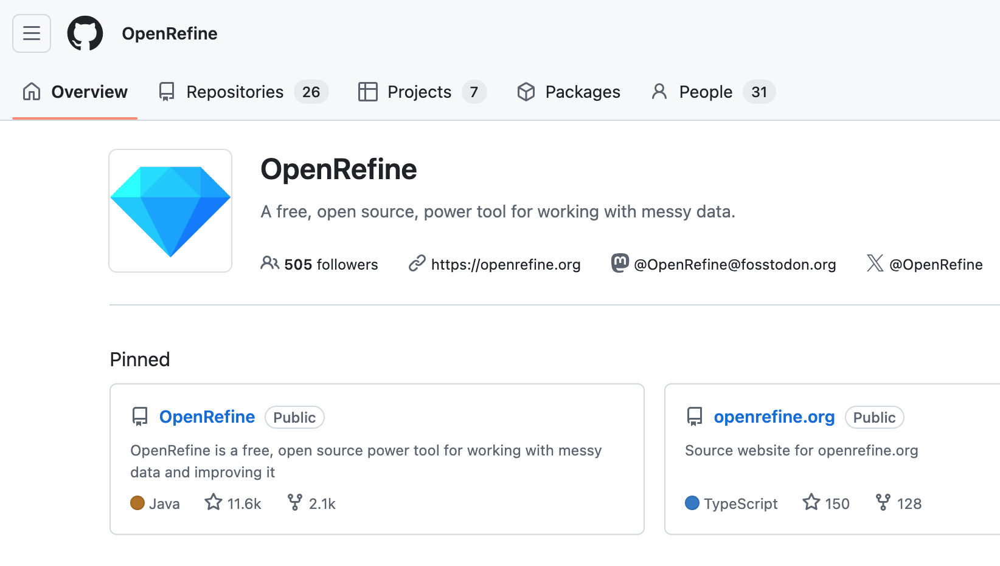 OpenRefine
Overview Repositories 26 Projects 7 Packages People 31
OpenRefine
A free, open source, power tool for working with messy data.
505 followers https://openrefine.org @OpenRefine@fosstodon.org @OpenRefine
Pinned
OpenRefine Public
OpenRefine is a free, open source power tool for working with messy
data and improving it
Java 11.6k 2.1k
openrefine.org Public
Source website for openrefine.org
TypeScript 150 128